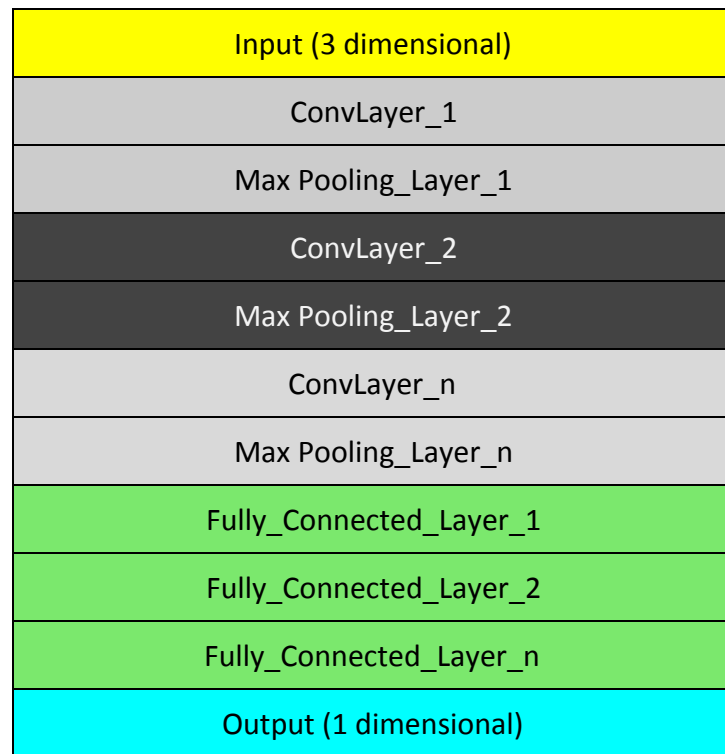 Input (3 dimensional)
ConvLayer_1
Max Pooling_Layer_1
ConvLayer_2
Max Pooling_Layer_2
ConvLayer_n
Max Pooling_Layer_n
Fully_Connected_Layer_1
Fully_Connected_Layer_2
Fully_Connected_Layer_n
Output (1 dimensional)